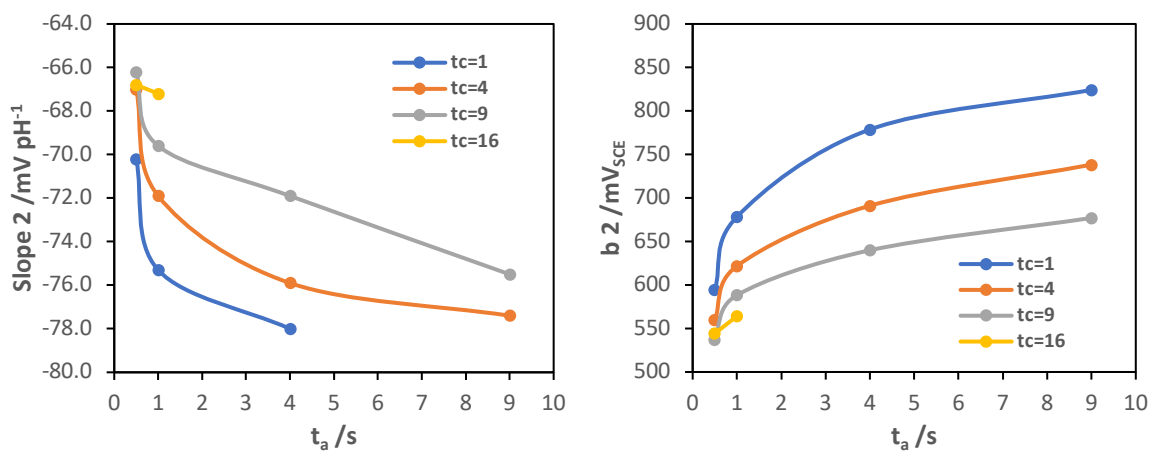 -64.0
-66.0
-68.0
-70.0
-72.0
-74.0
-76.0
-78.0
-80.0
Slope 2 /mV pH-1
0 1 2 3 4 5 6 7 8 9 10
ta /s
tc=1
tc=4
tc=9
tc=16
900
850
800
750
700
650
600
550
500
b 2 /mVSCE
0 1 2 3 4 5 6 7 8 9 10
ta /s
tc=1
tc=4
tc=9
tc=16